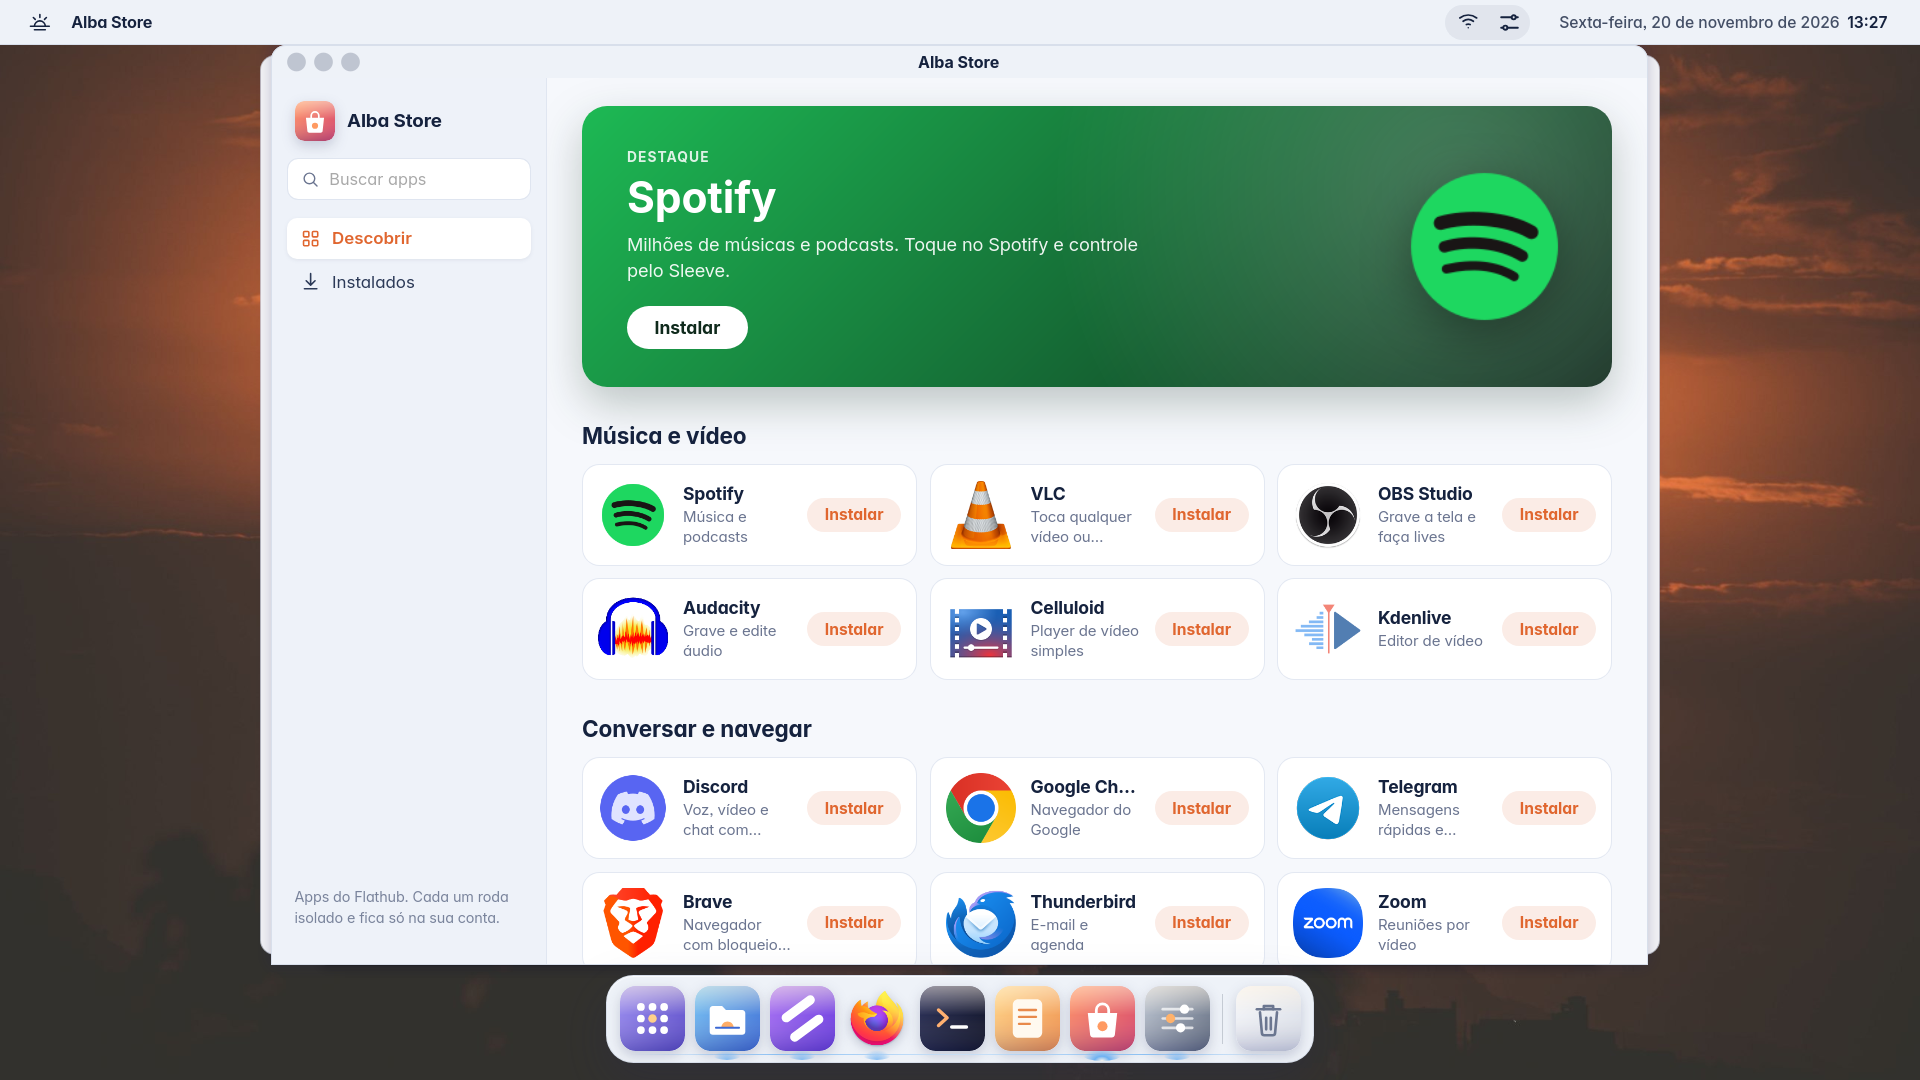 Alba Store
Sexta-feira, 20 de novembro de 2026 13:27
Alba Store
Alba Store
Buscar apps
Descobrir
Instalados
Apps do Flathub. Cada um roda
isolado e fica só na sua conta.
DESTAQUE
Spotify
Milhões de músicas e podcasts. Toque no Spotify e controle
pelo Sleeve.
Instalar
Música e vídeo
Spotify
Música e
podcasts
Instalar
VLC
Toca qualquer
vídeo ou...
Instalar
OBS Studio
Grave a tela e
faça lives
Instalar
Audacity
Grave e edite
áudio
Instalar
Celluloid
Player de vídeo
simples
Instalar
Kdenlive
Editor de vídeo
Instalar
Conversar e navegar
Discord
Voz, vídeo e
chat com...
Instalar
Google Ch...
Navegador do
Google
Instalar
Telegram
Mensagens
rápidas e...
Instalar
Brave
Navegador
com bloqueio...
Instalar
Thunderbird
E-mail e
agenda
Instalar
zoom
Zoom
Reuniões por
vídeo
Instalar